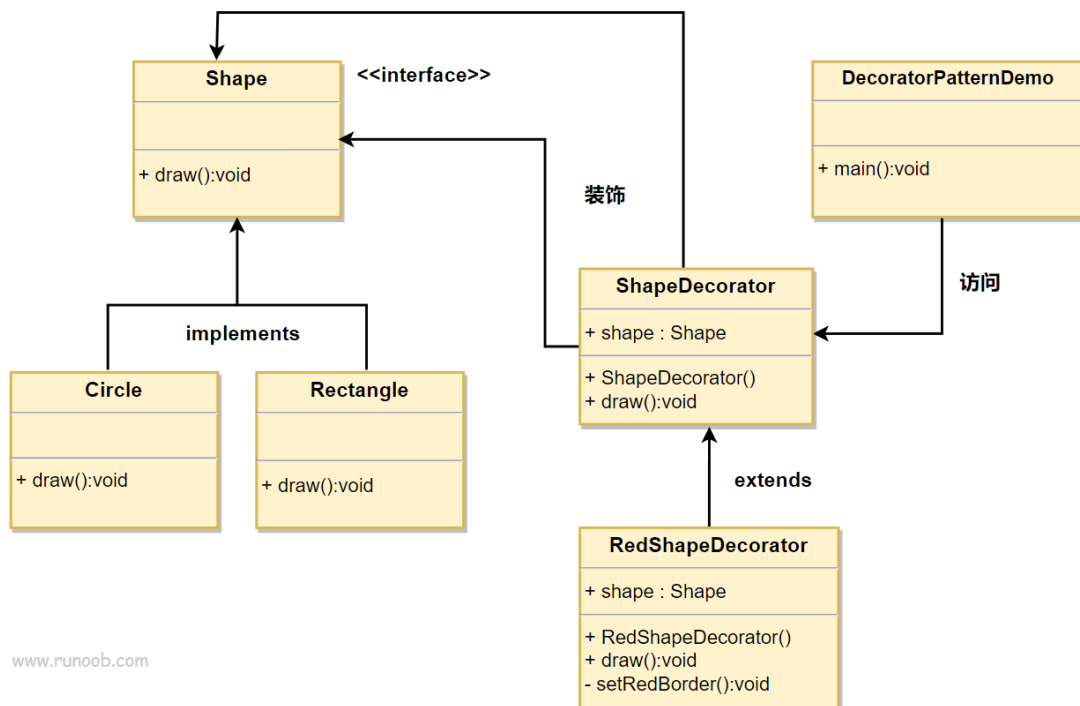 Shape
<<interface>>
+ draw():void
DecoratorPatternDemo
+ main():void
装饰
访问
ShapeDecorator
+ shape : Shape
+ ShapeDecorator()
+ draw():void
implements
Circle
+ draw():void
Rectangle
+ draw():void
extends
RedShapeDecorator
+ shape : Shape
+ RedShapeDecorator()
+ draw():void
- setRedBorder():void
www.runoob.com